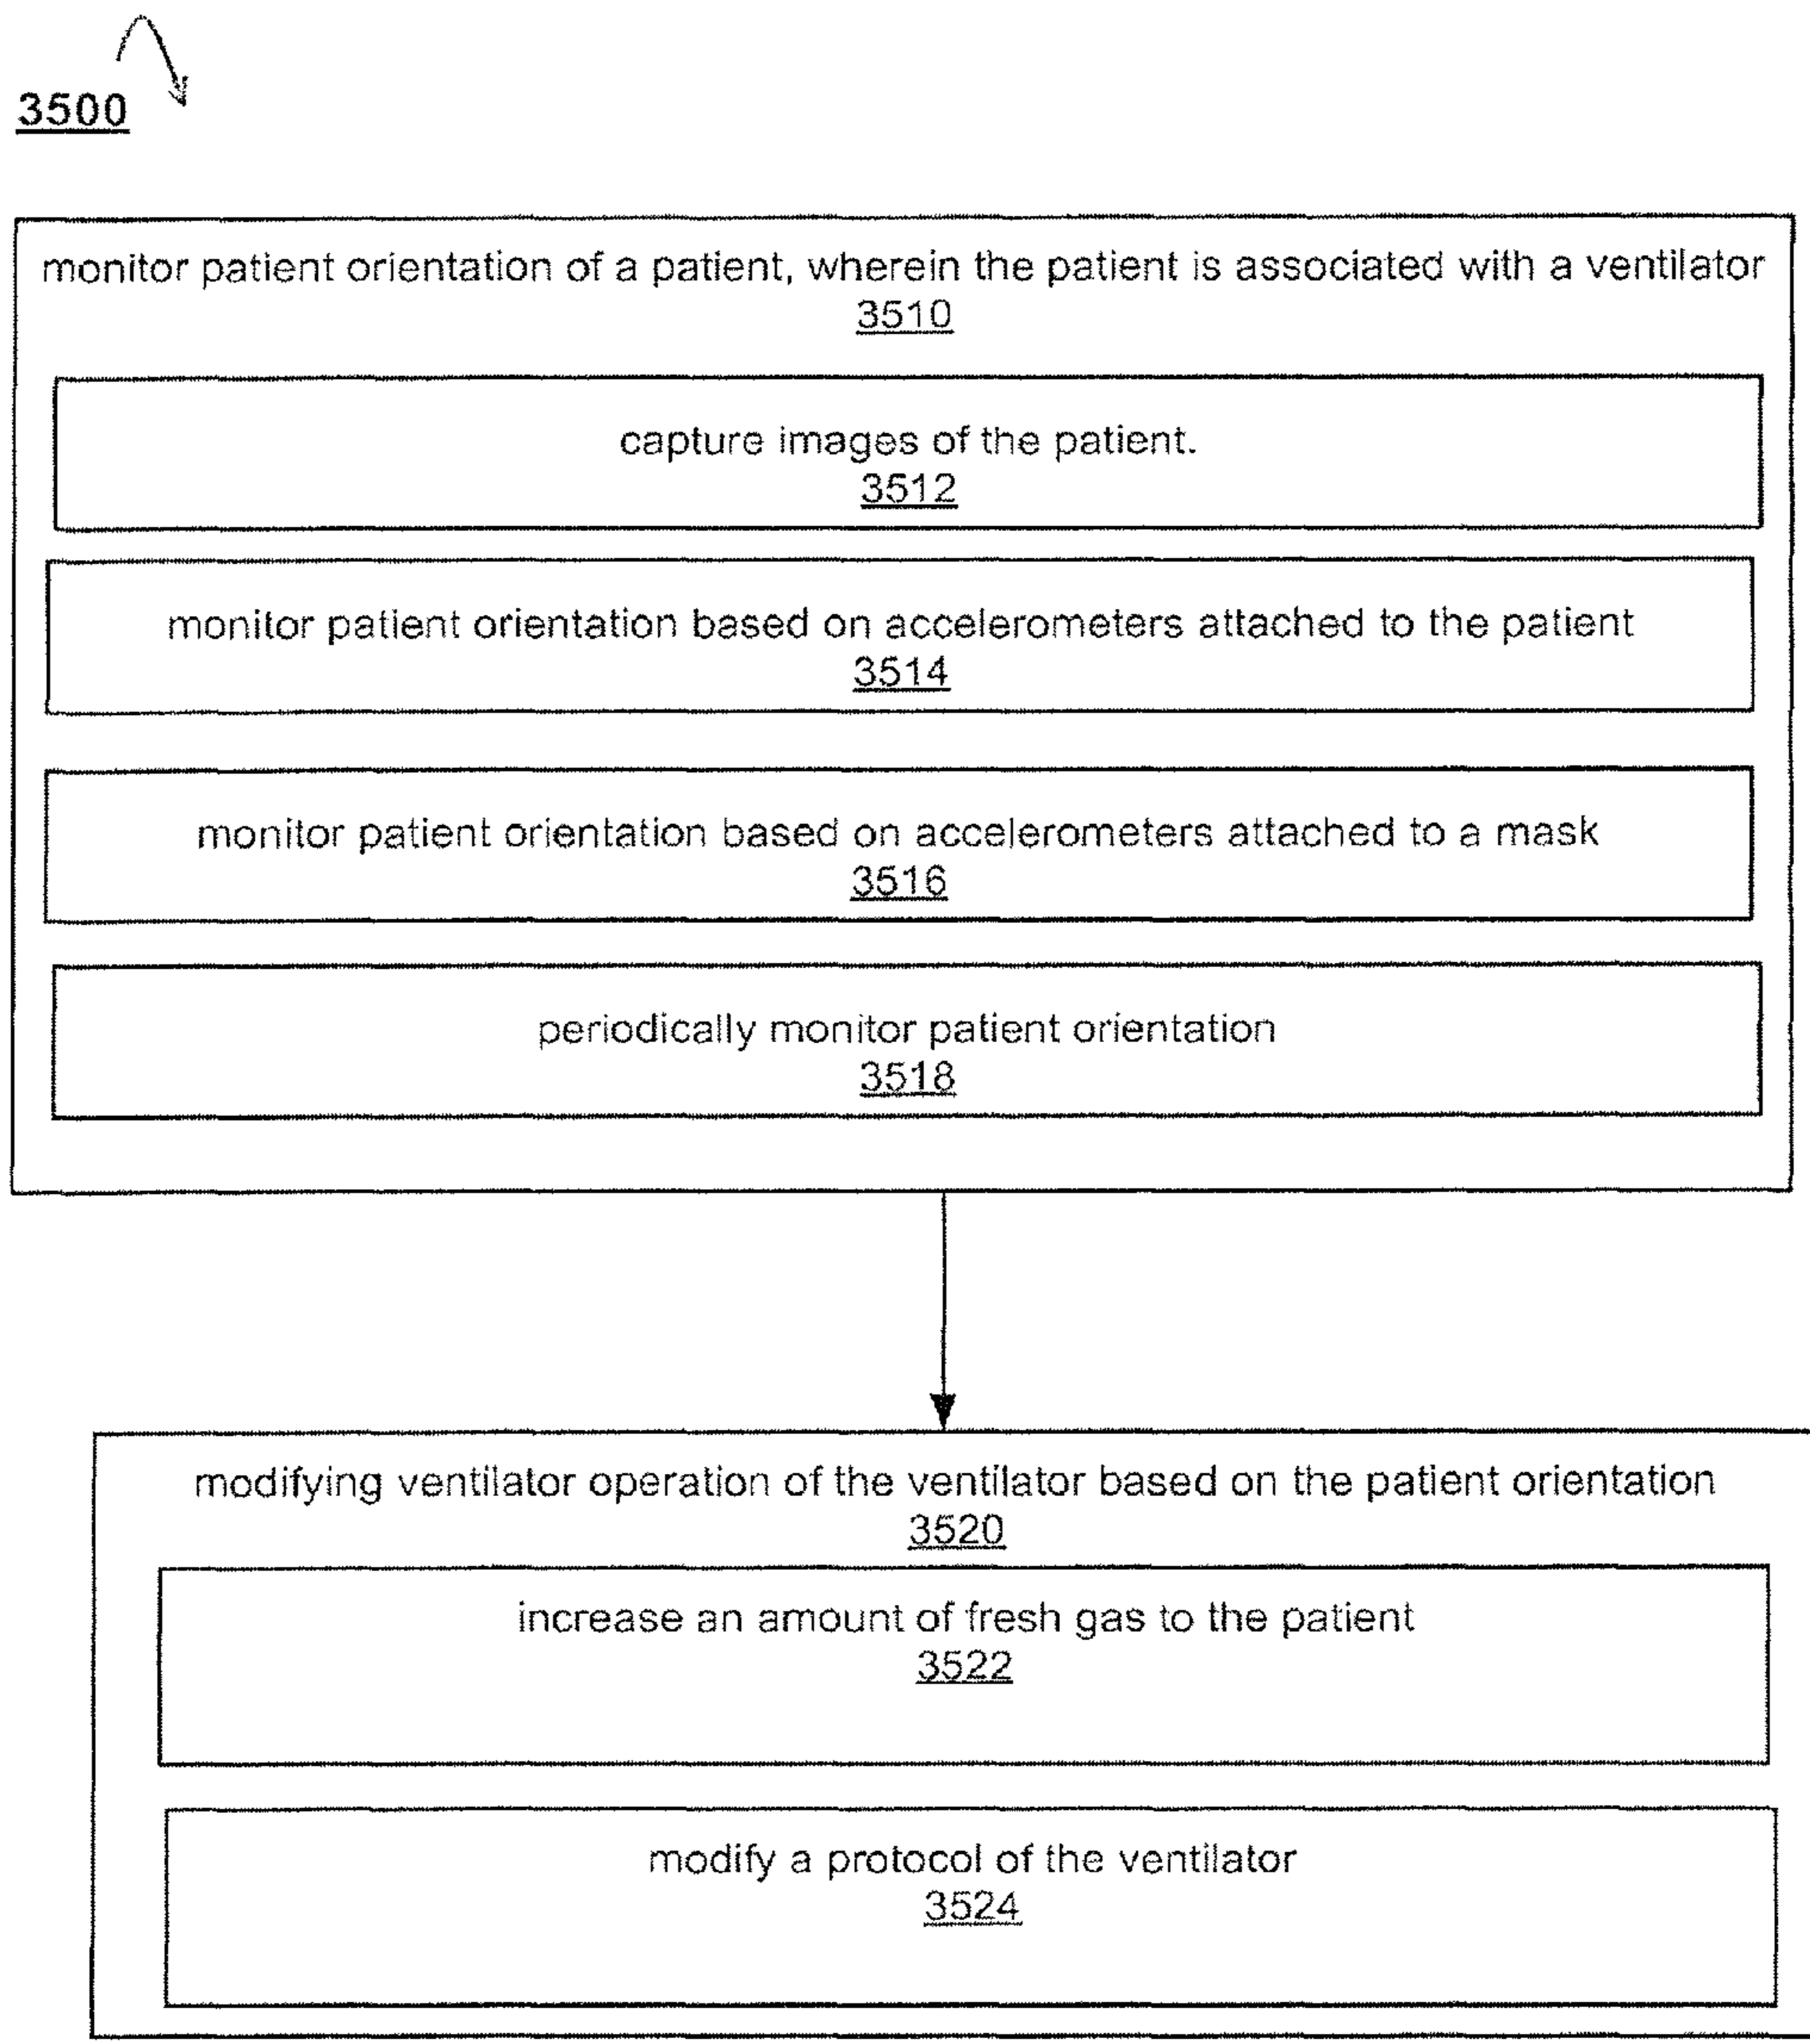 3500
monitor patient orientation of a patient, wherein the patient is associated with a ventilator
3510
capture images of the patient.
3512
monitor patient orientation based on accelerometers attached to the patient
3514
monitor patient orientation based on accelerometers attached to a mask
3516
periodically monitor patient orientation
3518
modifying ventilator operation of the ventilator based on the patient orientation
3520
increase an amount of fresh gas to the patient
3522
modify a protocol of the ventilator
3524